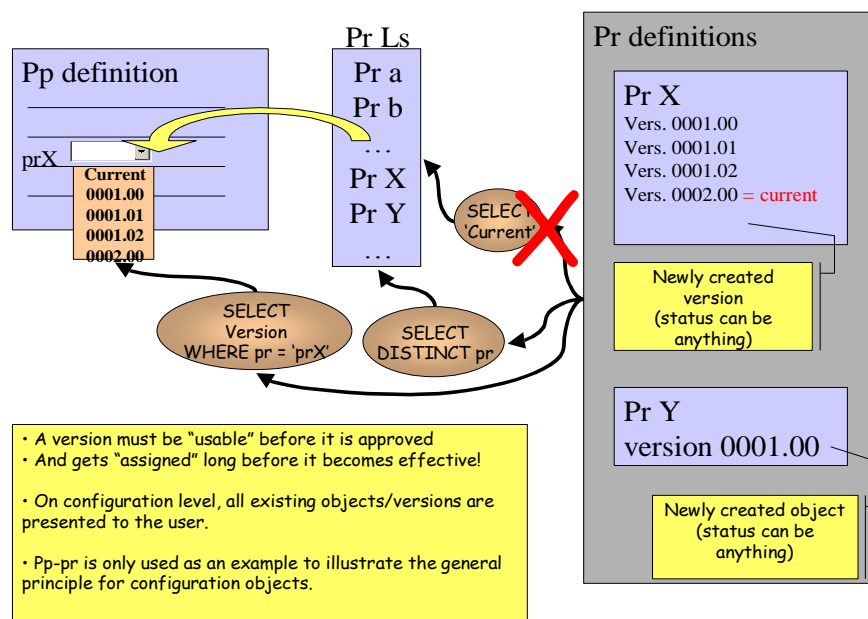 Pp definition
prX
Current
0001.00
0001.01
0001.02
0002.00
Pr Ls
Pr a
Pr b
…
Pr X
Pr Y
…
SELECT
'Current'
SELECT
Version
WHERE pr = 'prX'
SELECT
DISTINCT pr
Pr definitions
Pr X
Vers. 0001.00
Vers. 0001.01
Vers. 0001.02
Vers. 0002.00 = current
Newly created
version
(status can be
anything)
Pr Y
version 0001.00
Newly created object
(status can be
anything)
• A version must be “usable” before it is approved
• And gets “assigned” long before it becomes effective!
• On configuration level, all existing objects/versions are
presented to the user.
• Pp-pr is only used as an example to illustrate the general
principle for configuration objects.